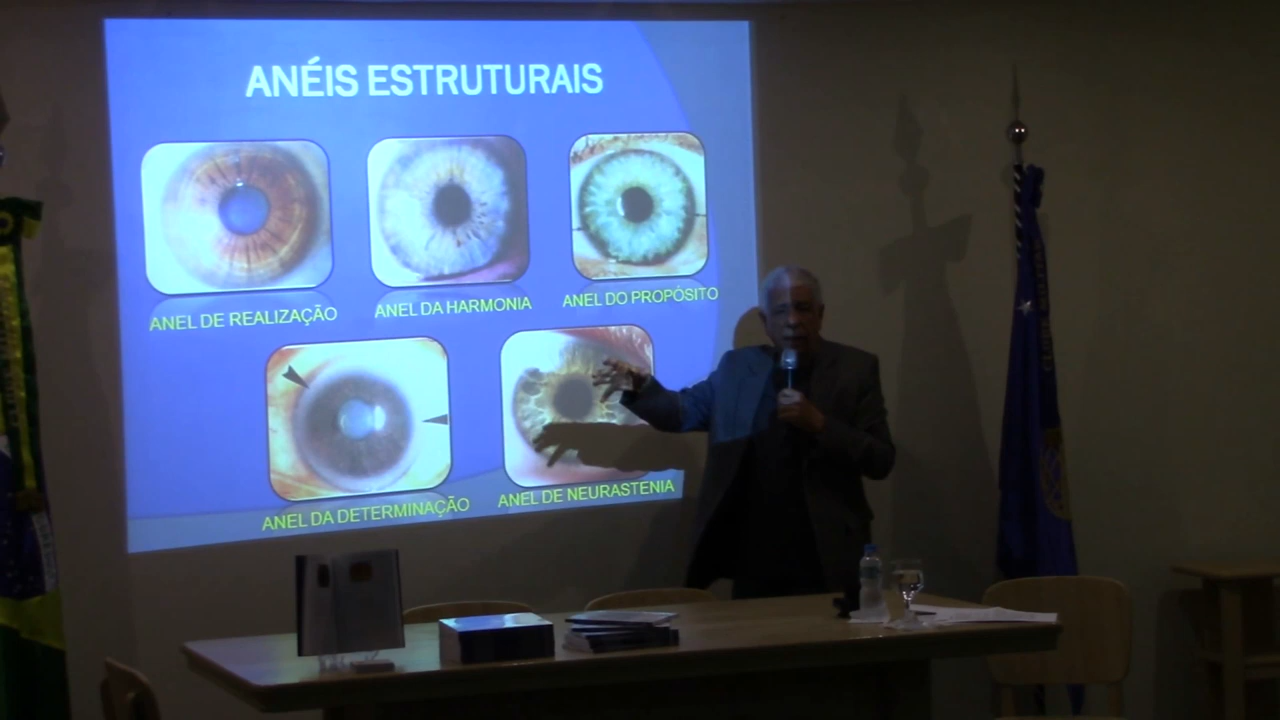 ANÉIS ESTRUTURAIS
ANEL DE REALIZAÇÃO
ANEL DA HARMONIA
ANEL DO PROPÓSITO
ANEL DA DETERMINAÇÃO
ANEL DE NEURASTENIA